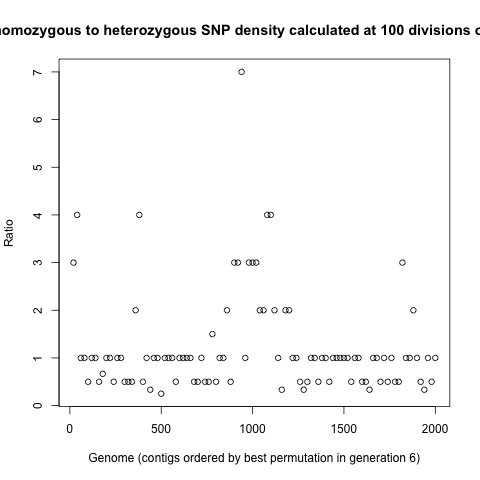 homozygous to heterozygous SNP density calculated at 100 divisions o
7
6
5
4
3
2
1
0
Ratio
0 500 1000 1500 2000
Genome (contigs ordered by best permutation in generation 6)